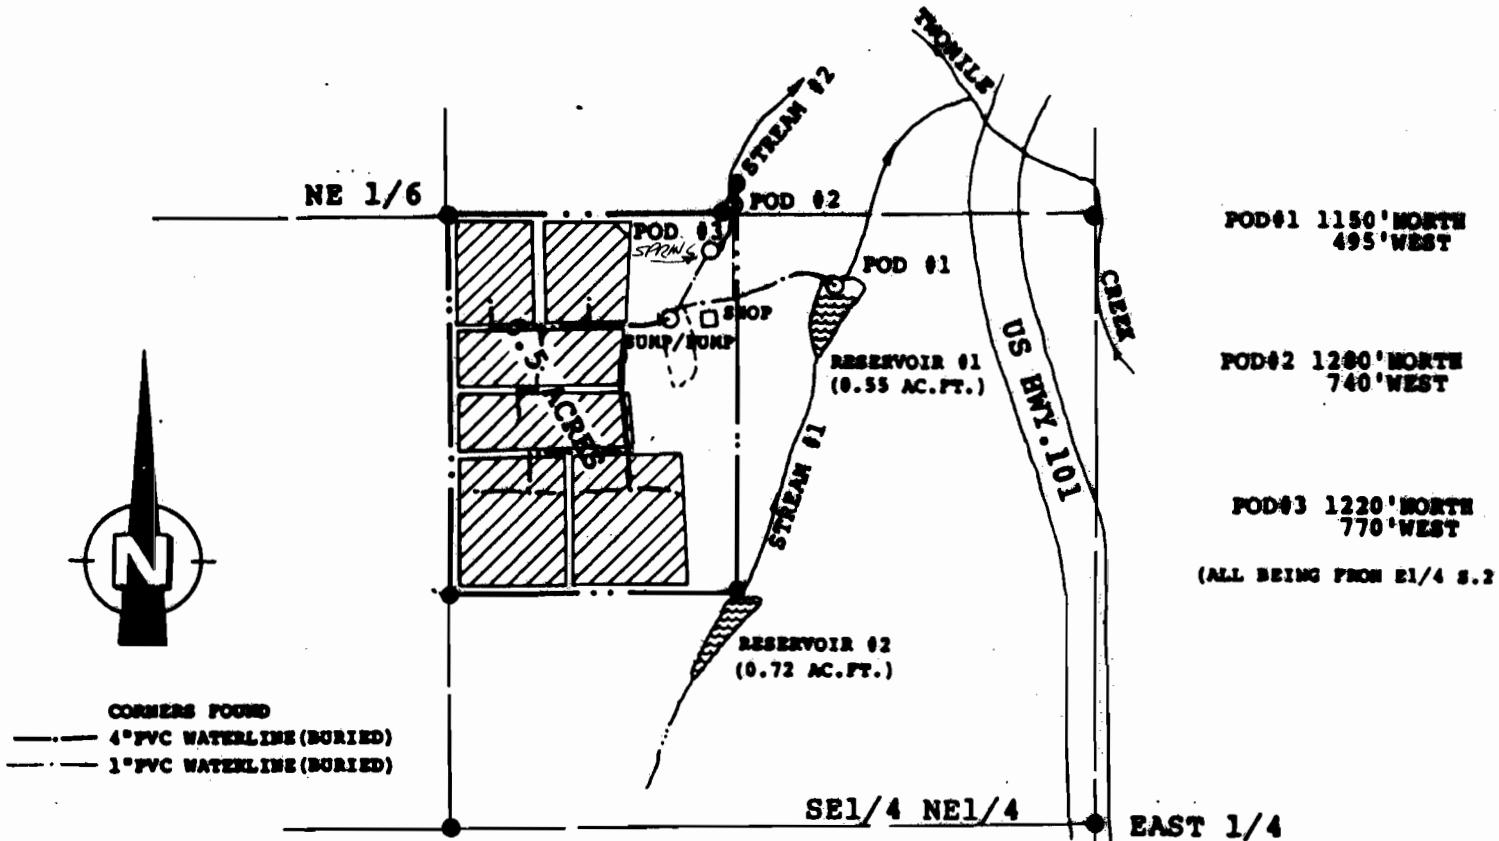 TWOMILE
STREAM #2
NE 1/6
POD #2
POD #3
SPRING
POD #1
SHOP
SUMP/PUMP
6.5 ACRES
RESERVOIR #1
(0.55 AC.FT.)
CREEK
US HWY.101
STREAM #1
POD#1 1150'NORTH
495'WEST
POD#2 1280'NORTH
740'WEST
POD#3 1220'NORTH
770'WEST
(ALL BEING FROM E1/4 S.2
N
RESERVOIR #2
(0.72 AC.FT.)
CORNERS FOUND
4"PVC WATERLINE(BURIED)
1"PVC WATERLINE(BURIED)
SE1/4 NE1/4
EAST 1/4